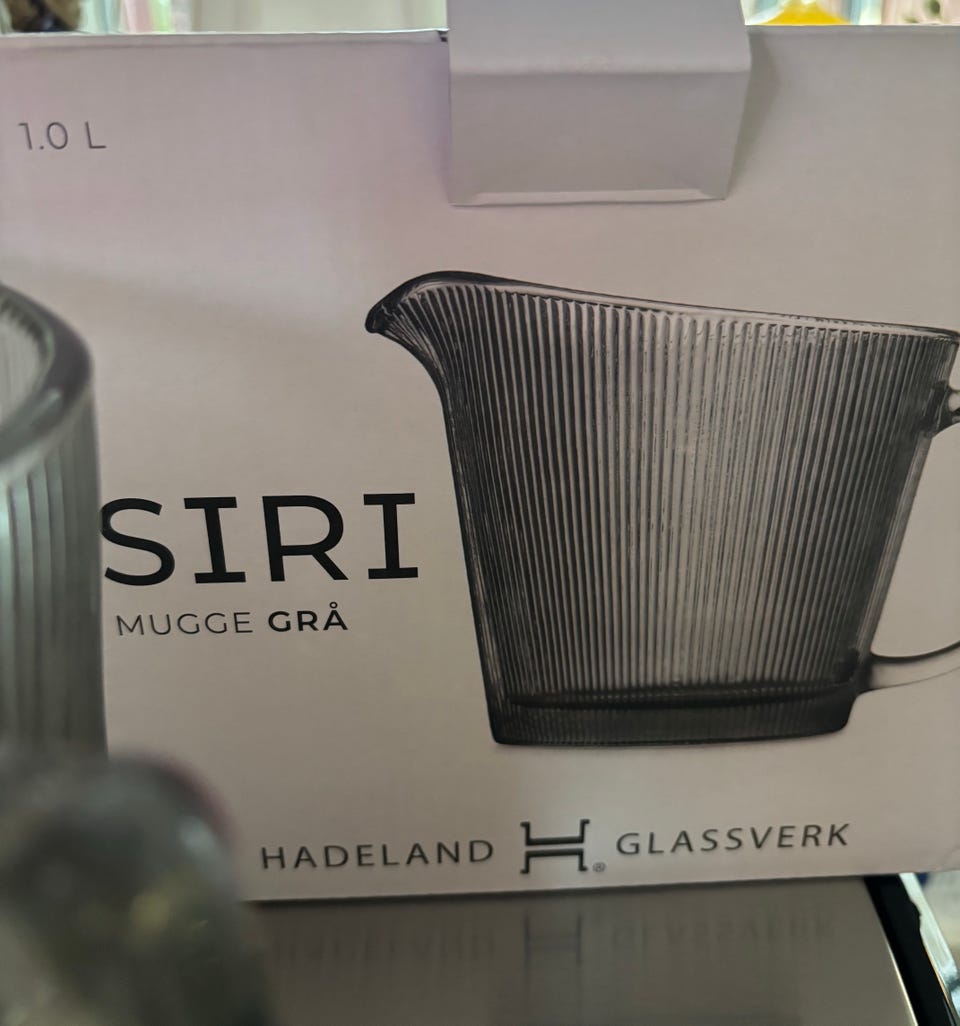 1.0 L
SIRI
MUGGE GRÅ
HADELAND H® GLASSVERK